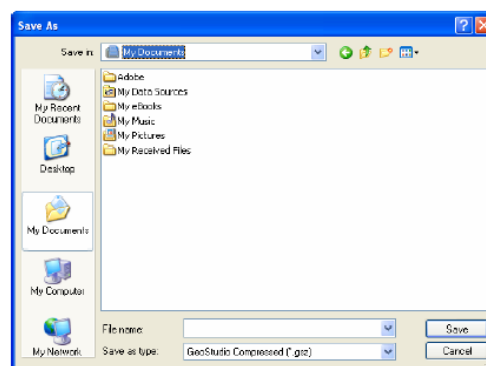 Save As
Save in:
My Documents
My Recent
Documents
Desktop
My Documents
My Computer
My Network
Adobe
My Data Sources
My eBooks
My Music
My Pictures
My Received Files
File name:
Save
Save as type:
GeoStudio Compressed (*.gsz)
Cancel